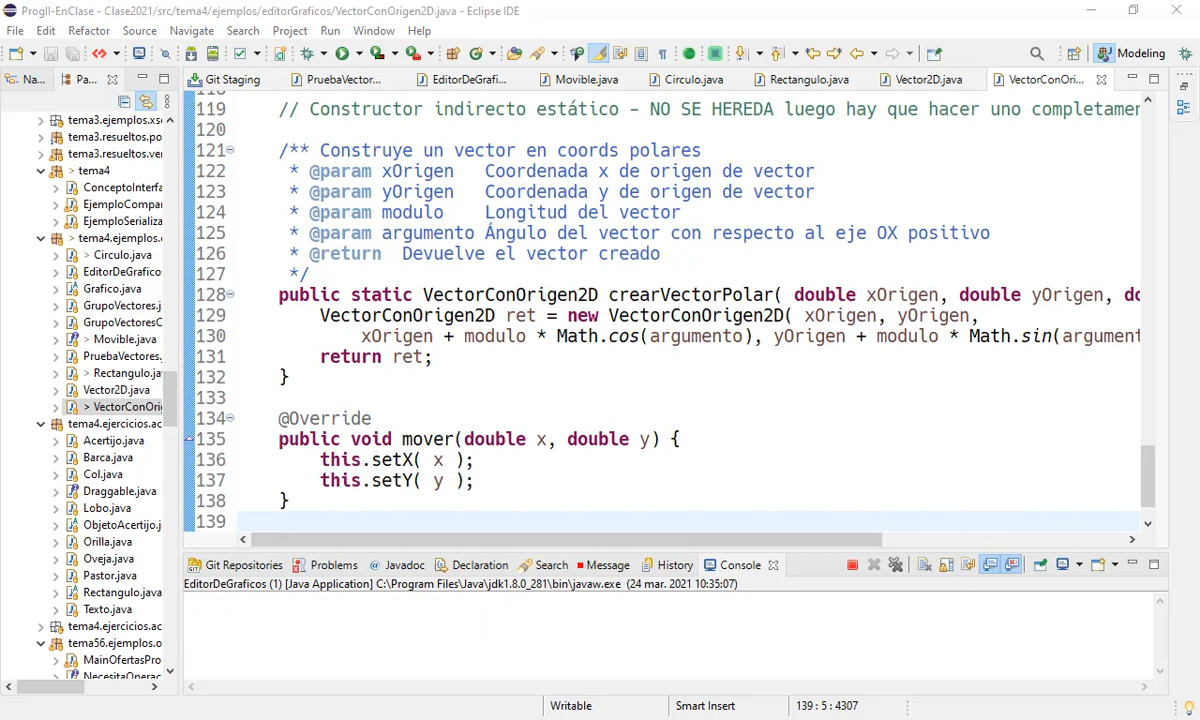 ProgII-EnClase - Clase2021/src/tema4/ejemplos/editorGraficos/VectorConOrigen2D.java - Eclipse IDE
File Edit Refactor Source Navigate Search Project Run Window Help
Modeling
Na... Pa...
Git Staging PruebaVector... EditorDeGrafi... Movible.java Circulo.java Rectangulo.java Vector2D.java VectorConOri...
tema3.ejemplos.xs
tema3.resueltos.po
tema3.resueltos.ver
> tema4
ConceptoInterfa
EjemploCompar
EjemploSerializa
> tema4.ejemplos.
> Circulo.java
EditorDeGrafico
Grafico.java
GrupoVectores.j
GrupoVectoresC
> Movible.java
PruebaVectores.
> Rectangulo.ja
Vector2D.java
> VectorConOri
tema4.ejercicios.ac
Acertijo.java
Barca.java
Col.java
Draggable.java
Lobo.java
ObjetoAcertijo.j
Orilla.java
Oveja.java
Pastor.java
Rectangulo.java
Texto.java
tema4.ejercicios.ac
tema56.ejemplos.o
MainOfertasPro
NecesitaOperac
119 // Constructor indirecto estático - NO SE HEREDA luego hay que hacer uno completamen
120
121 /** Construye un vector en coords polares
122 * @param xOrigen Coordenada x de origen de vector
123 * @param yOrigen Coordenada y de origen de vector
124 * @param modulo Longitud del vector
125 * @param argumento Ángulo del vector con respecto al eje OX positivo
126 * @return Devuelve el vector creado
127 */
128 public static VectorConOrigen2D crearVectorPolar( double xOrigen, double yOrigen, do
129 VectorConOrigen2D ret = new VectorConOrigen2D( xOrigen, yOrigen,
130 xOrigen + modulo * Math.cos(argumento), yOrigen + modulo * Math.sin(argument
131 return ret;
132 }
133
134 @Override
135 public void mover(double x, double y) {
136 this.setX( x );
137 this.setY( y );
138 }
139
Git Repositories Problems Javadoc Declaration Search Message History Console
EditorDeGraficos (1) [Java Application] C:\Program Files\Java\jdk1.8.0_281\bin\javaw.exe (24 mar. 2021 10:35:07)
Writable Smart Insert 139 : 5 : 4307